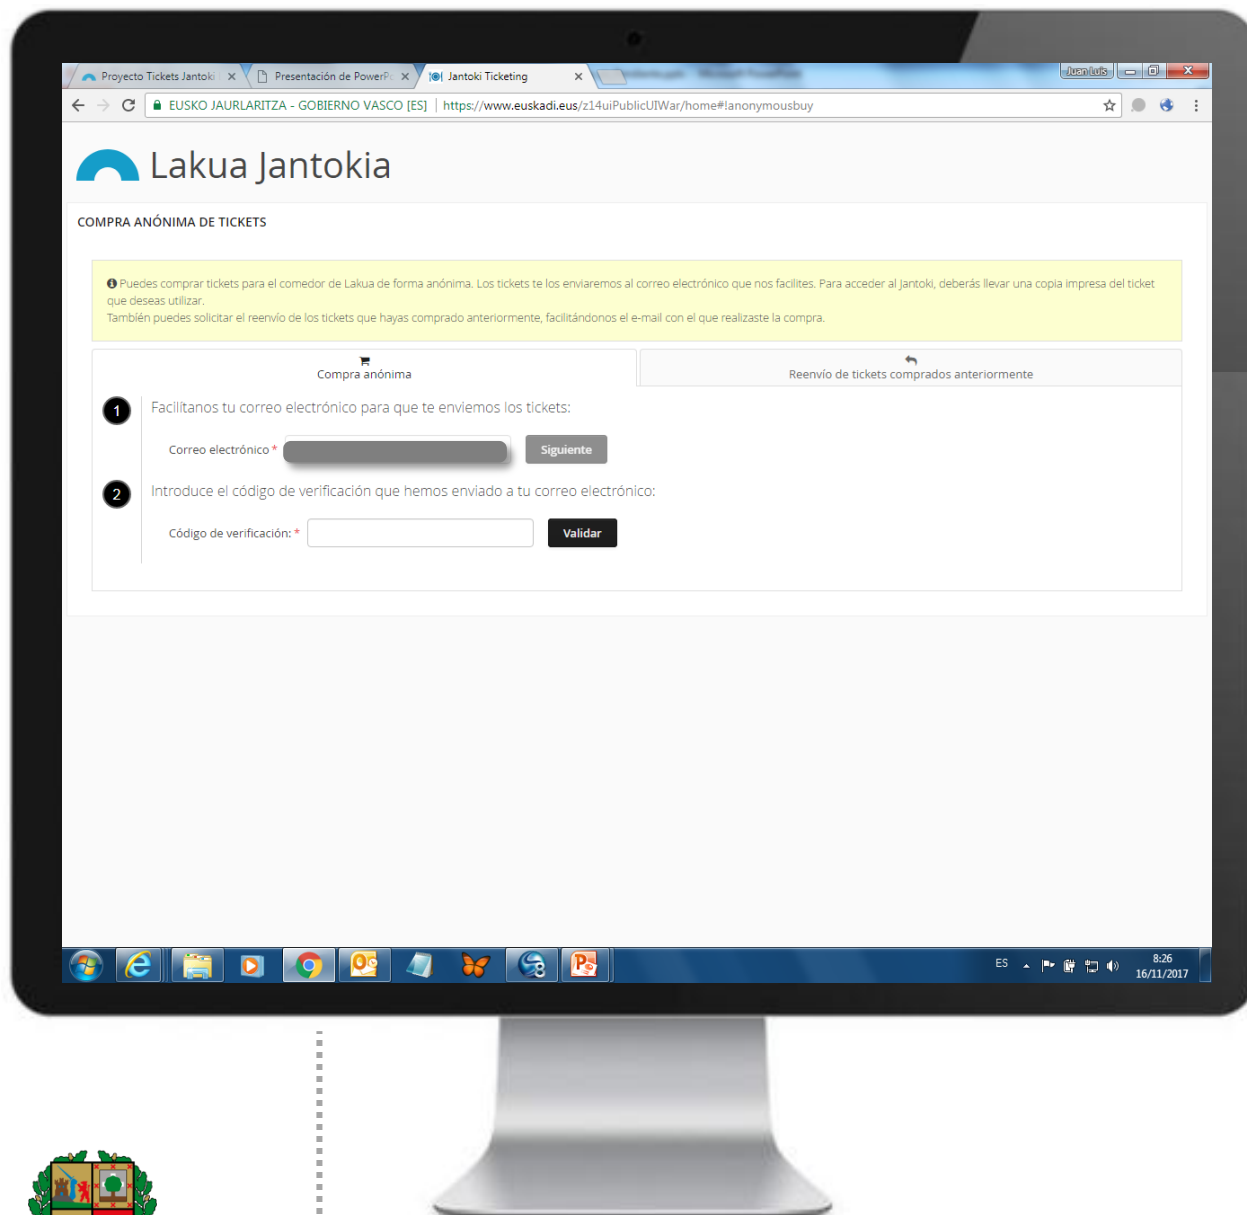 Proyecto Tickets Jantoki
Presentación de PowerPo
Jantoki Ticketing
Juan Luis
EUSKO JAURLARITZA - GOBIERNO VASCO [ES] | https://www.euskadi.eus/z14uiPublicUIWar/home#!anonymousbuy
Lakua Jantokia
COMPRA ANÓNIMA DE TICKETS
Puedes comprar tickets para el comedor de Lakua de forma anónima. Los tickets te los enviaremos al correo electrónico que nos facilites. Para acceder al Jantoki, deberás llevar una copia impresa del ticket
que deseas utilizar.
También puedes solicitar el reenvío de los tickets que hayas comprado anteriormente, facilitándonos el e-mail con el que realizaste la compra.
Compra anónima
Reenvío de tickets comprados anteriormente
1 Facilítanos tu correo electrónico para que te enviemos los tickets:
Correo electrónico *
Siguiente
2 Introduce el código de verificación que hemos enviado a tu correo electrónico:
Código de verificación: *
Validar
ES
8:26
16/11/2017